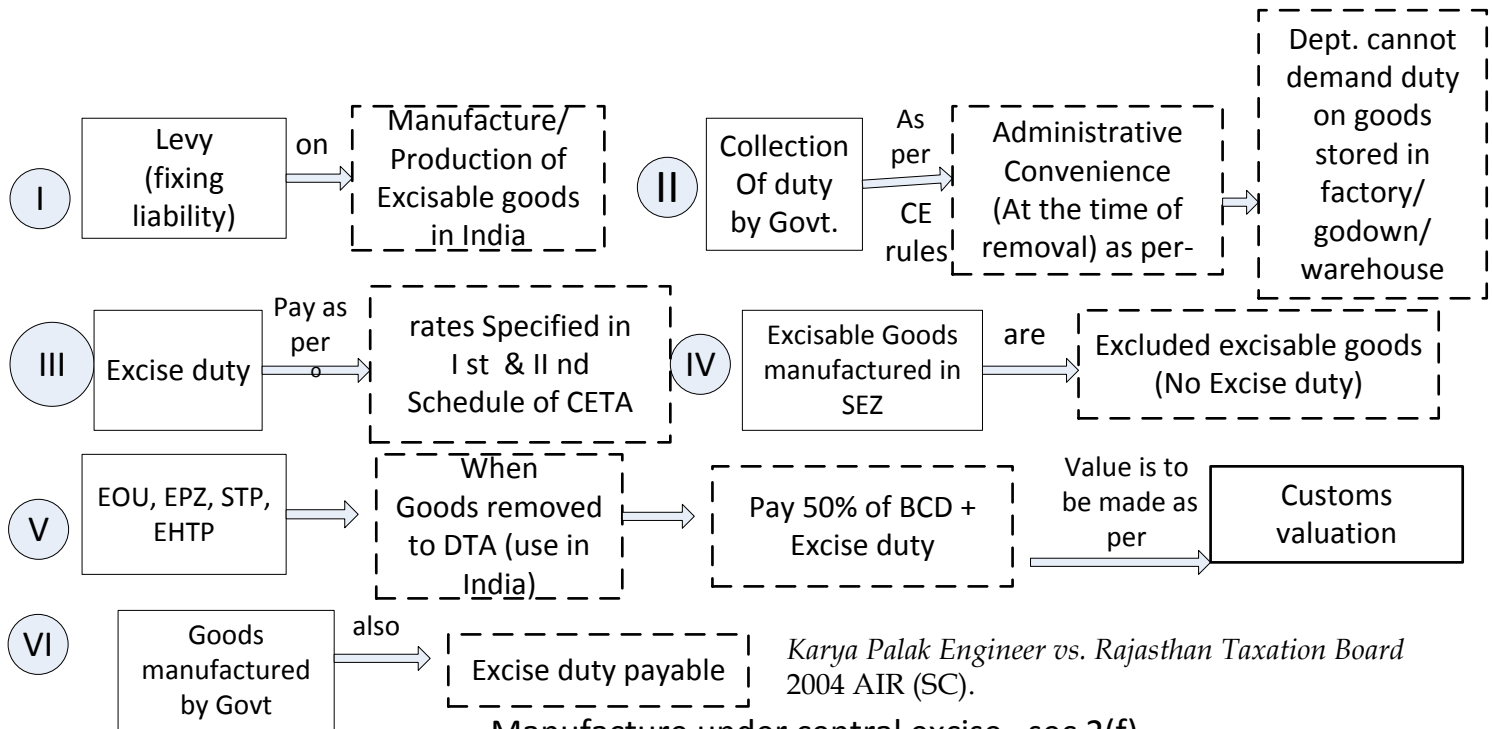 I
Levy
(fixing
liability)
on
Manufacture/
Production of
Excisable goods
in India
II
Collection
Of duty
by Govt.
As
per
CE
rules
Administrative
Convenience
(At the time of
removal) as per-
Dept. cannot
demand duty
on goods
stored in
factory/
godown/
warehouse
III
Excise duty
Pay as
per
o
rates Specified in
I st & II nd
Schedule of CETA
IV
Excisable Goods
manufactured in
SEZ
are
Excluded excisable goods
(No Excise duty)
V
EOU, EPZ, STP,
EHTP
When
Goods removed
to DTA (use in
India)
Pay 50% of BCD +
Excise duty
Value is to
be made as
per
Customs
valuation
VI
Goods
manufactured
by Govt
also
Excise duty payable
Karya Palak Engineer vs. Rajasthan Taxation Board
2004 AIR (SC).
Manufacture under central excise sec 2(f)